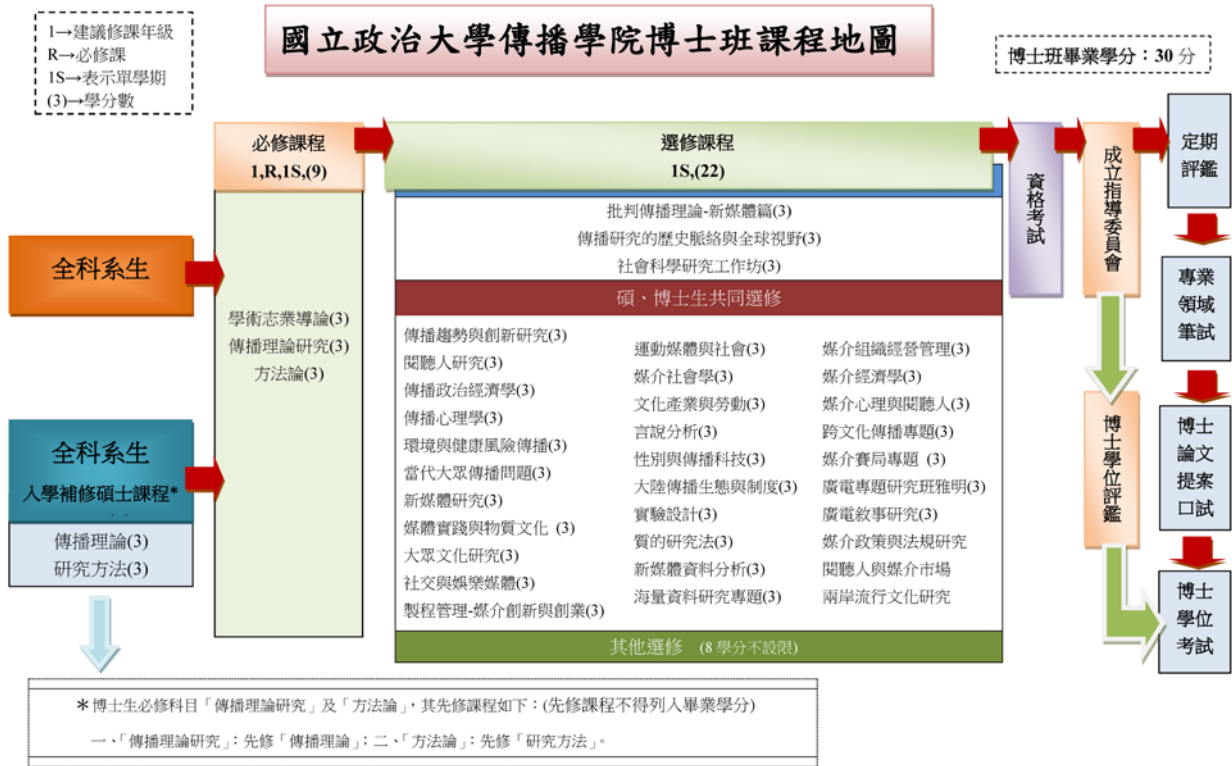 1→建議修課年級
R→必修課
1S→表示單學期
(3)→學分數
國立政治大學傳播學院博士班課程地圖
博士班畢業學分：30 分
全科系生
全科系生
入學補修碩士課程*
傳播理論(3)
研究方法(3)
必修課程
1,R,1S,(9)
學術志業導論(3)
傳播理論研究(3)
方法論(3)
選修課程
1S,(22)
批判傳播理論-新媒體篇(3)
傳播研究的歷史脈絡與全球視野(3)
社會科學研究工作坊(3)
碩、博士生共同選修
傳播趨勢與創新研究(3)
閱聽人研究(3)
傳播政治經濟學(3)
傳播心理學(3)
環境與健康風險傳播(3)
當代大眾傳播問題(3)
新媒體研究(3)
媒體實踐與物質文化 (3)
大眾文化研究(3)
社交與娛樂媒體(3)
製程管理-媒介創新與創業(3)
運動媒體與社會(3)
媒介社會學(3)
文化產業與勞動(3)
言說分析(3)
性別與傳播科技(3)
大陸傳播生態與制度(3)
實驗設計(3)
質的研究法(3)
新媒體資料分析(3)
海量資料研究專題(3)
媒介組織經營管理(3)
媒介經濟學(3)
媒介心理與閱聽人(3)
跨文化傳播專題(3)
媒介賽局專題 (3)
廣電專題研究班雅明(3)
廣電敘事研究(3)
媒介政策與法規研究
閱聽人與媒介市場
兩岸流行文化研究
其他選修 (8 學分不設限)
資格考試
成立指導委員會
博士學位評鑑
定期
評鑑
專業
領域
筆試
博士
論文
提案
口試
博士
學位
考試
*博士生必修科目「傳播理論研究」及「方法論」，其先修課程如下：(先修課程不得列入畢業學分)
一、「傳播理論研究」；先修「傳播理論」；二、「方法論」；先修「研究方法」。